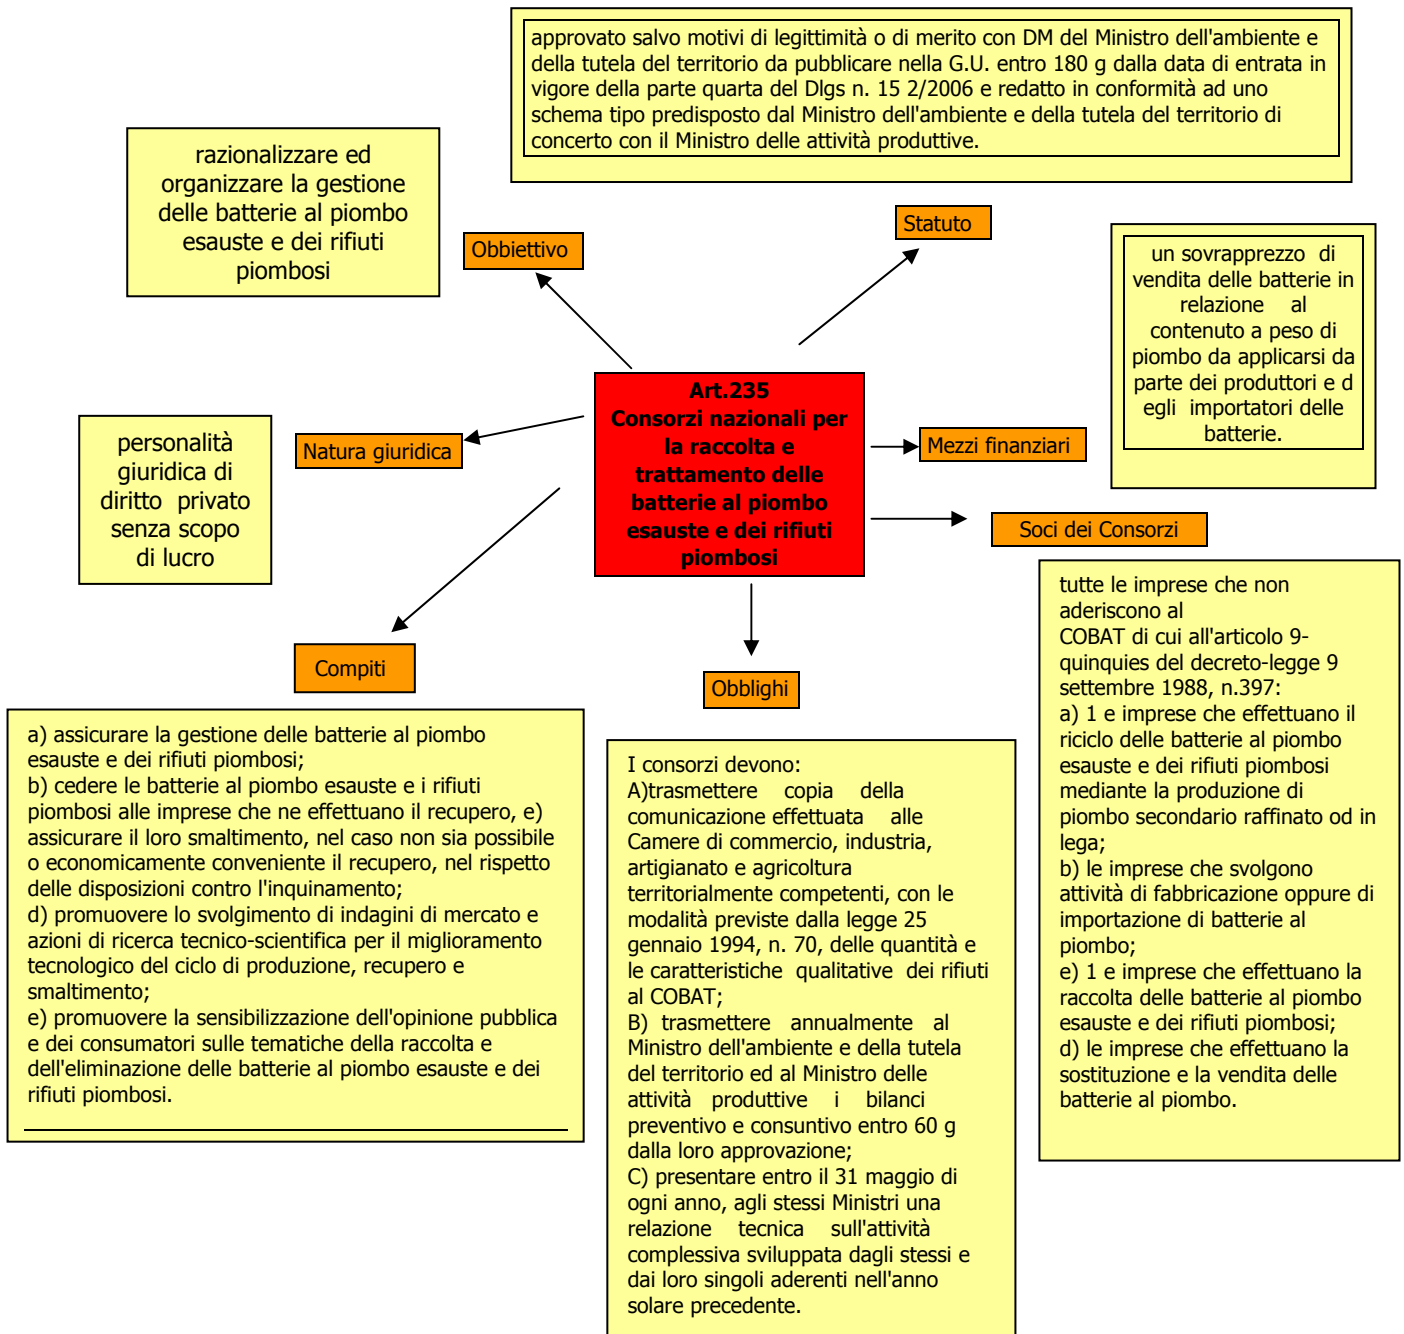 approvato salvo motivi di legittimità o di merito con DM del Ministro dell'ambiente e
della tutela del territorio da pubblicare nella G.U. entro 180 g dalla data di entrata in
vigore della parte quarta del Dlgs n. 15 2/2006 e redatto in conformità ad uno
schema tipo predisposto dal Ministro dell'ambiente e della tutela del territorio di
concerto con il Ministro delle attività produttive.
razionalizzare ed
organizzare la gestione
delle batterie al piombo
esauste e dei rifiuti
piombosi
Obbiettivo
Statuto
un sovrapprezzo di
vendita delle batterie in
relazione al
contenuto a peso di
piombo da applicarsi da
parte dei produttori e d
egli importatori delle
batterie.
Art.235
Consorzi nazionali per
la raccolta e
trattamento delle
batterie al piombo
esauste e dei rifiuti
piombosi
personalità
giuridica di
diritto privato
senza scopo
di lucro
Natura giuridica
Mezzi finanziari
Soci dei Consorzi
tutte le imprese che non
aderiscono al
COBAT di cui all'articolo 9-
quinquies del decreto-legge 9
settembre 1988, n.397:
a) 1 e imprese che effettuano il
riciclo delle batterie al piombo
esauste e dei rifiuti piombosi
mediante la produzione di
piombo secondario raffinato od in
lega;
b) le imprese che svolgono
attività di fabbricazione oppure di
importazione di batterie al
piombo;
e) 1 e imprese che effettuano la
raccolta delle batterie al piombo
esauste e dei rifiuti piombosi;
d) le imprese che effettuano la
sostituzione e la vendita delle
batterie al piombo.
Compiti
a) assicurare la gestione delle batterie al piombo
esauste e dei rifiuti piombosi;
b) cedere le batterie al piombo esauste e i rifiuti
piombosi alle imprese che ne effettuano il recupero, e)
assicurare il loro smaltimento, nel caso non sia possibile
o economicamente conveniente il recupero, nel rispetto
delle disposizioni contro l'inquinamento;
d) promuovere lo svolgimento di indagini di mercato e
azioni di ricerca tecnico-scientifica per il miglioramento
tecnologico del ciclo di produzione, recupero e
smaltimento;
e) promuovere la sensibilizzazione dell'opinione pubblica
e dei consumatori sulle tematiche della raccolta e
dell'eliminazione delle batterie al piombo esauste e dei
rifiuti piombosi.
Obblighi
I consorzi devono:
A)trasmettere copia della
comunicazione effettuata alle
Camere di commercio, industria,
artigianato e agricoltura
territorialmente competenti, con le
modalità previste dalla legge 25
gennaio 1994, n. 70, delle quantità e
le caratteristiche qualitative dei rifiuti
al COBAT;
B) trasmettere annualmente al
Ministro dell'ambiente e della tutela
del territorio ed al Ministro delle
attività produttive i bilanci
preventivo e consuntivo entro 60 g
dalla loro approvazione;
C) presentare entro il 31 maggio di
ogni anno, agli stessi Ministri una
relazione tecnica sull'attività
complessiva sviluppata dagli stessi e
dai loro singoli aderenti nell'anno
solare precedente.